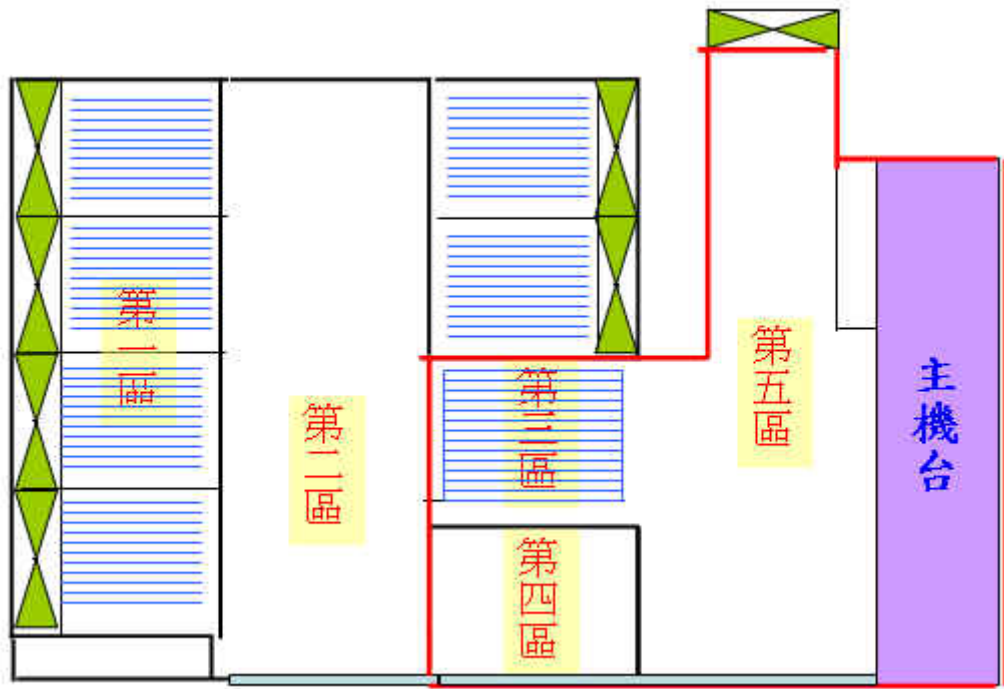 第一區
第二區
第三區
第四區
第五區
主機台